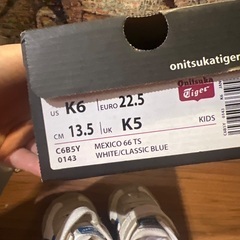 onitsukatiger
Onitsuka
Tiger
US K6 EURO 22.5
CM 13.5 UK K5
KIDS
C6B5Y MEXICO 66 TS
0143 WHITE/CLASSIC BLUE